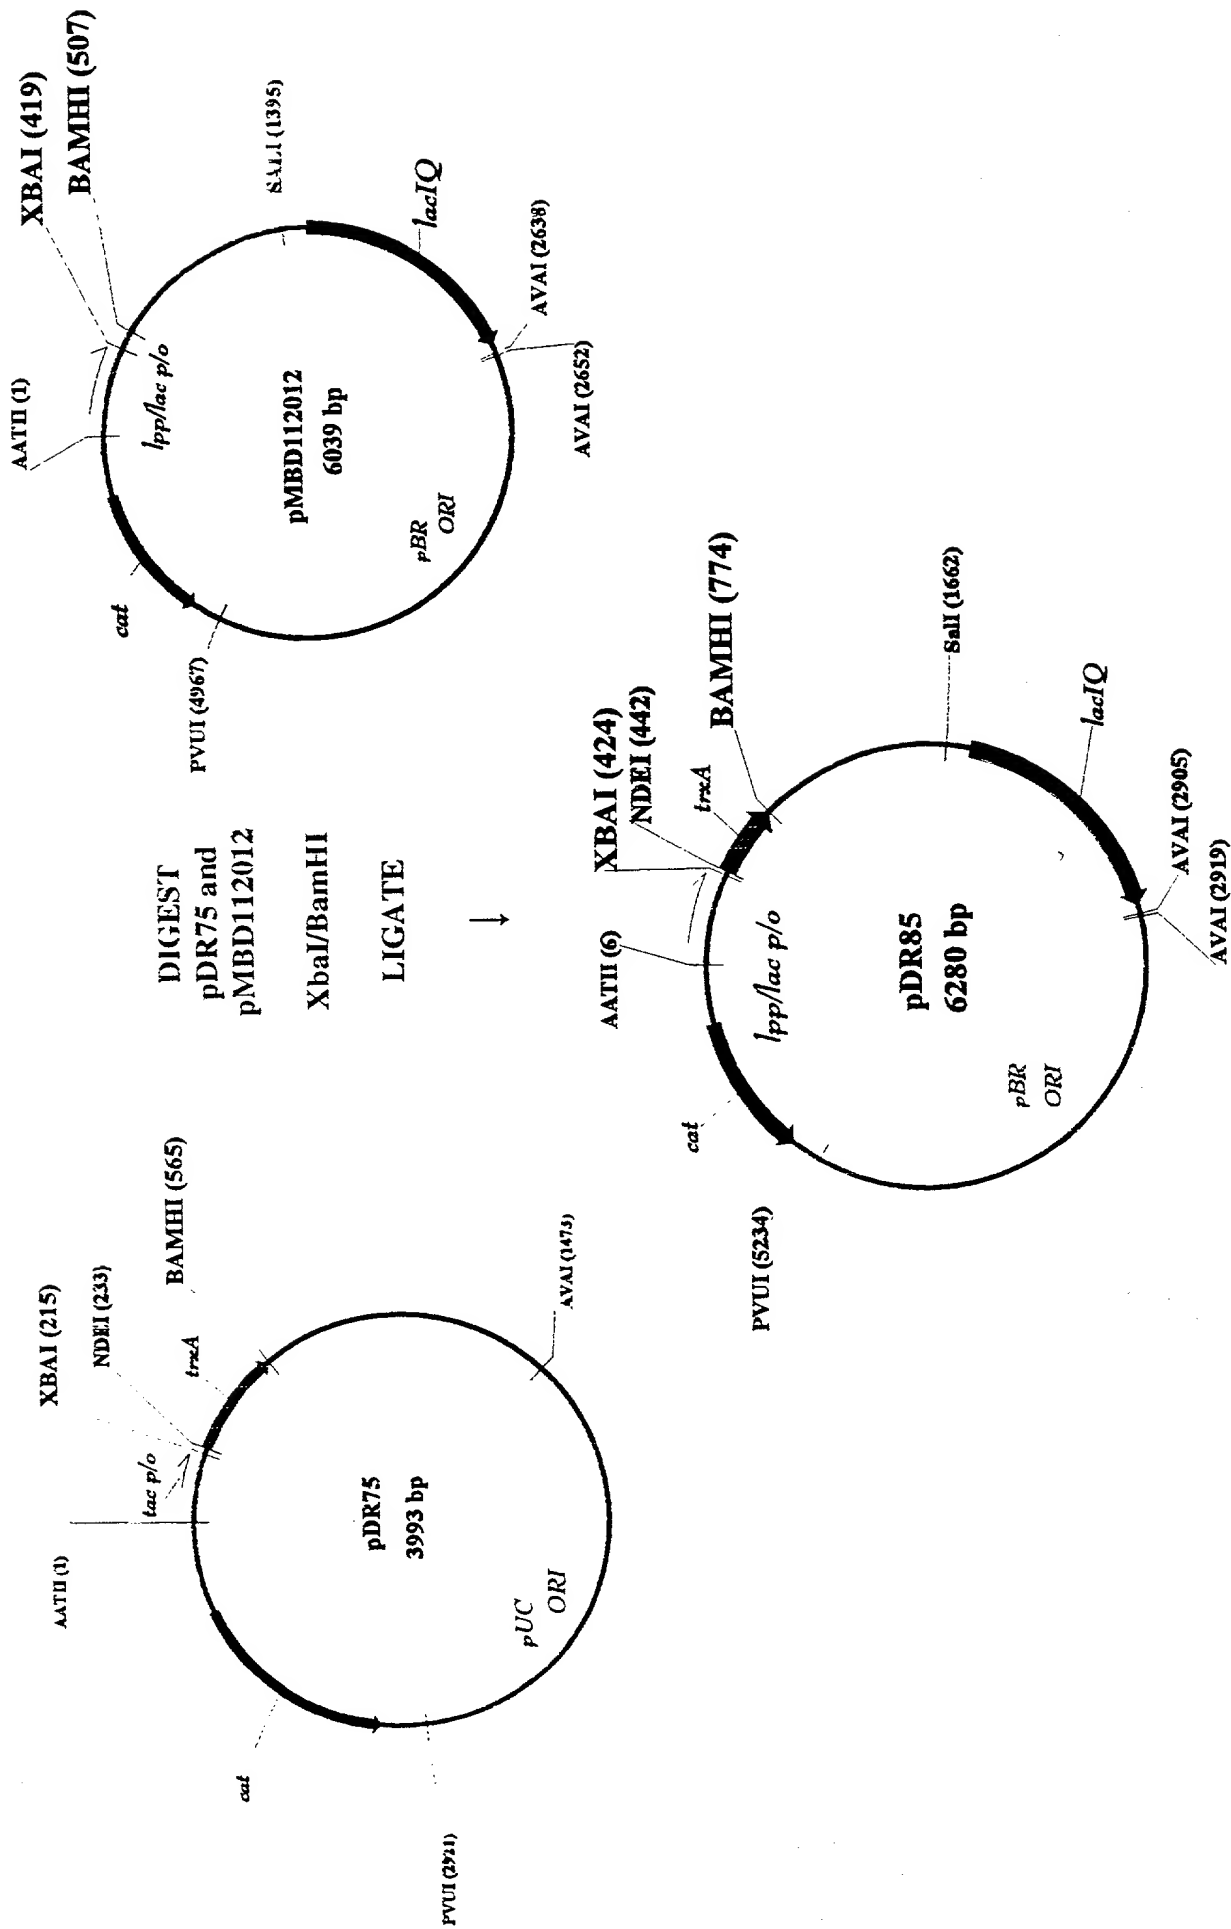 AATII (1)
XBAI (215)
NDEI (233)
BAMHI (565)
tac p/o
trxA
cat
pDR75
3993 bp
pUC
ORI
AVAI (1473)
PVUI (2921)
DIGEST
pDR75 and
pMBD112012
XbaI/BamHI
LIGATE
AATII (1)
XBAI (419)
BAMHI (507)
SALI (1395)
lpp/lac p/o
cat
pMBD112012
6039 bp
lacIQ
pBR
ORI
PVUI (4967)
AVAI (2638)
AVAI (2652)
AATII (6)
XBAI (424)
NDEI (442)
trxA
BAMHI (774)
SalI (1662)
lpp/lac p/o
cat
pDR85
6280 bp
lacIQ
pBR
ORI
PVUI (5234)
AVAI (2905)
AVAI (2919)